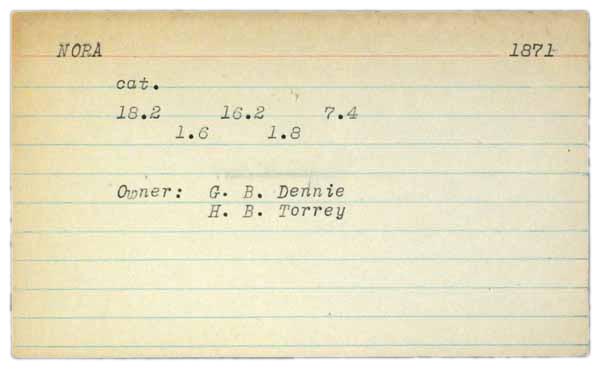 NORA 1871
cat.
18.2 16.2 7.4
1.6 1.8
Owner: G. B. Dennie
H. B. Torrey